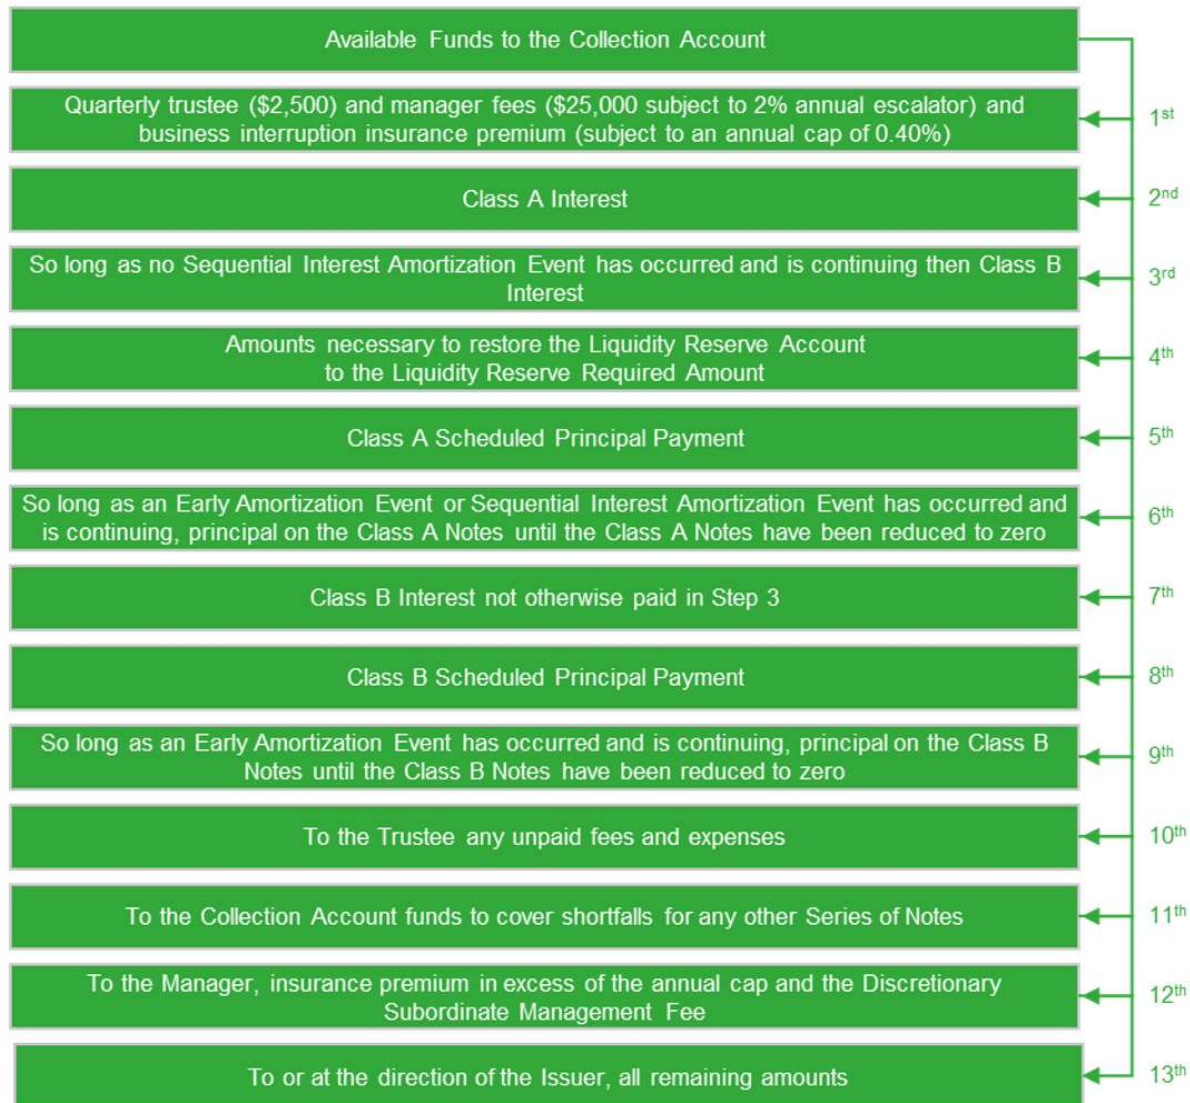 Available Funds to the Collection Account
Quarterly trustee ($2,500) and manager fees ($25,000 subject to 2% annual escalator) and
business interruption insurance premium (subject to an annual cap of 0.40%)
1st
Class A Interest
2nd
So long as no Sequential Interest Amortization Event has occurred and is continuing then Class B
Interest
3rd
Amounts necessary to restore the Liquidity Reserve Account
to the Liquidity Reserve Required Amount
4th
Class A Scheduled Principal Payment
5th
So long as an Early Amortization Event or Sequential Interest Amortization Event has occurred and
is continuing, principal on the Class A Notes until the Class A Notes have been reduced to zero
6th
Class B Interest not otherwise paid in Step 3
7th
Class B Scheduled Principal Payment
8th
So long as an Early Amortization Event has occurred and is continuing, principal on the Class B
Notes until the Class B Notes have been reduced to zero
9th
To the Trustee any unpaid fees and expenses
10th
To the Collection Account funds to cover shortfalls for any other Series of Notes
11th
To the Manager, insurance premium in excess of the annual cap and the Discretionary
Subordinate Management Fee
12th
To or at the direction of the Issuer, all remaining amounts
13th